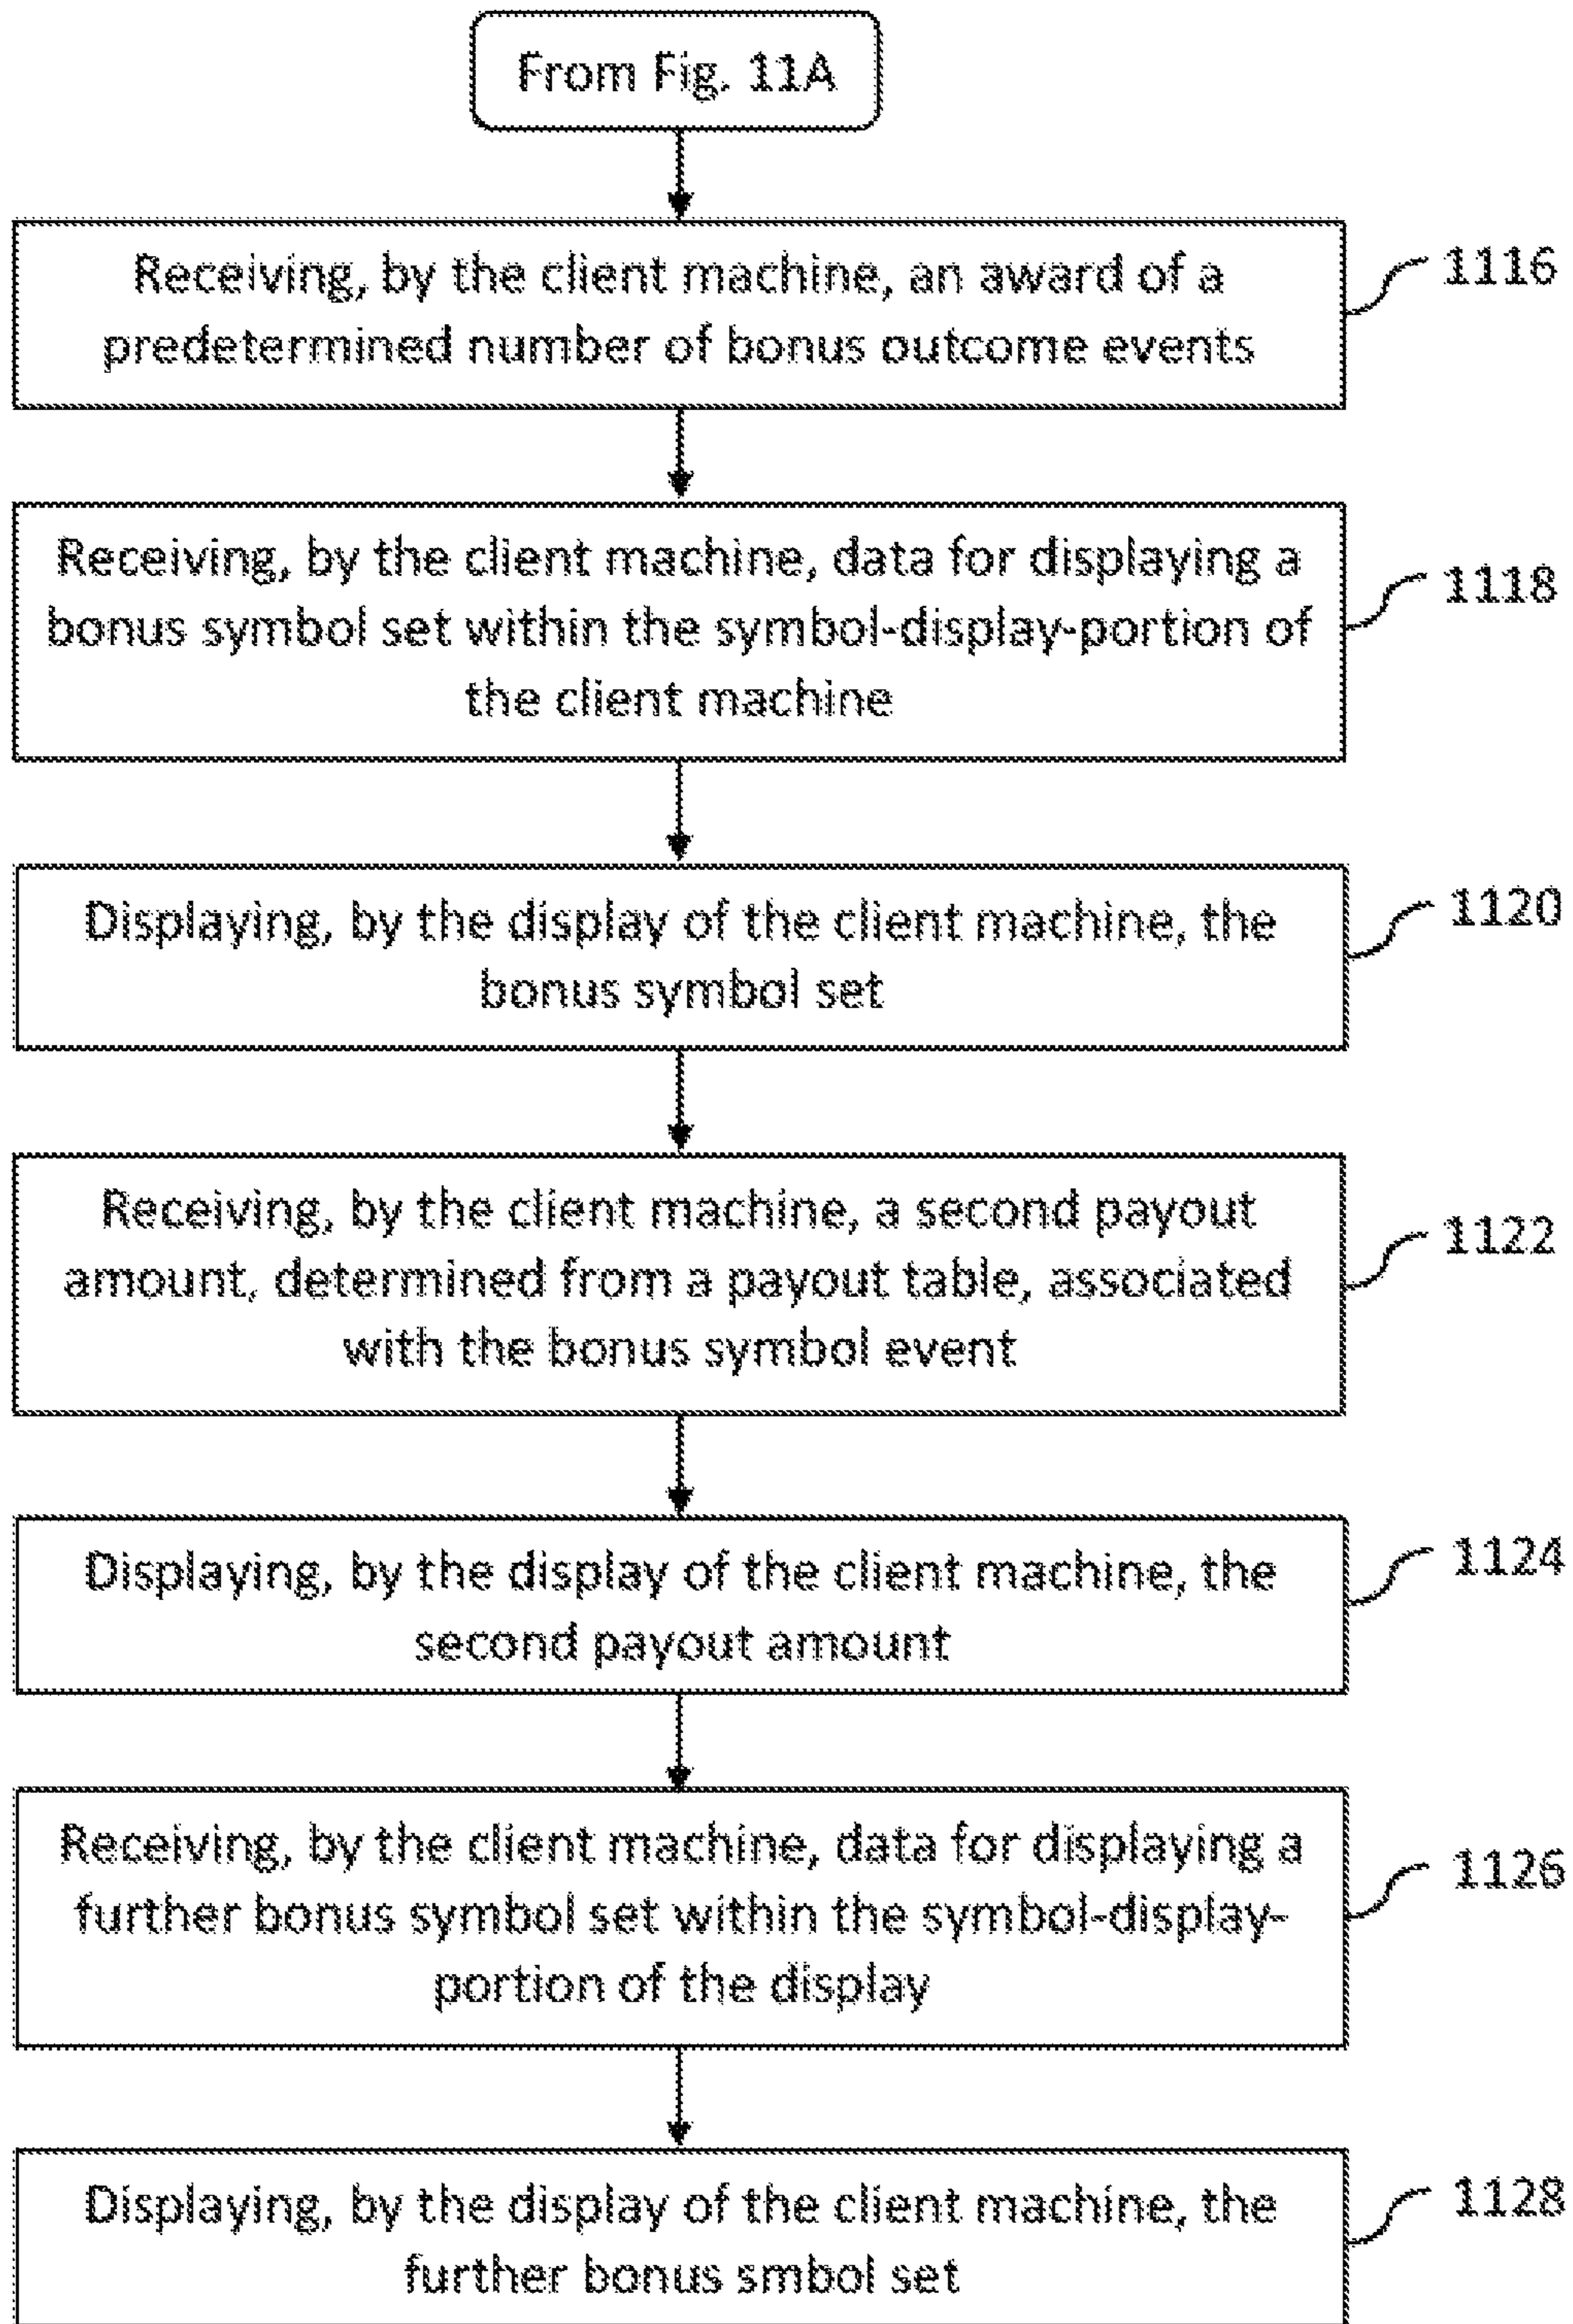 From Fig. 11A
Receiving, by the client machine, an award of a
predetermined number of bonus outcome events
1116
Receiving, by the client machine, data for displaying a
bonus symbol set within the symbol-display-portion of
the client machine
1118
Displaying, by the display of the client machine, the
bonus symbol set
1120
Receiving, by the client machine, a second payout
amount, determined from a payout table, associated
with the bonus symbol event
1122
Displaying, by the display of the client machine, the
second payout amount
1124
Receiving, by the client machine, data for displaying a
further bonus symbol set within the symbol-display-
portion of the display
1126
Displaying, by the display of the client machine, the
further bonus smbol set
1128